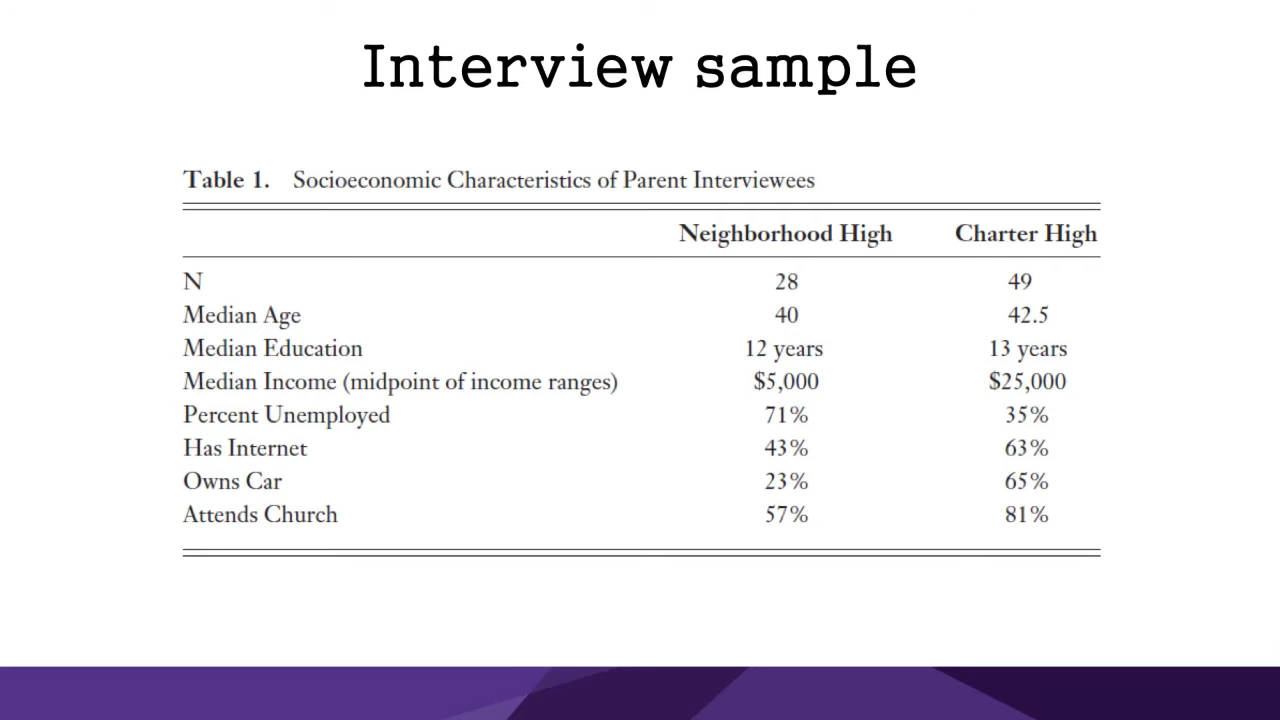 Interview sample
Table 1. Socioeconomic Characteristics of Parent Interviewees
Neighborhood High Charter High
N 28 49
Median Age 40 42.5
Median Education 12 years 13 years
Median Income (midpoint of income ranges) $5,000 $25,000
Percent Unemployed 71% 35%
Has Internet 43% 63%
Owns Car 23% 65%
Attends Church 57% 81%